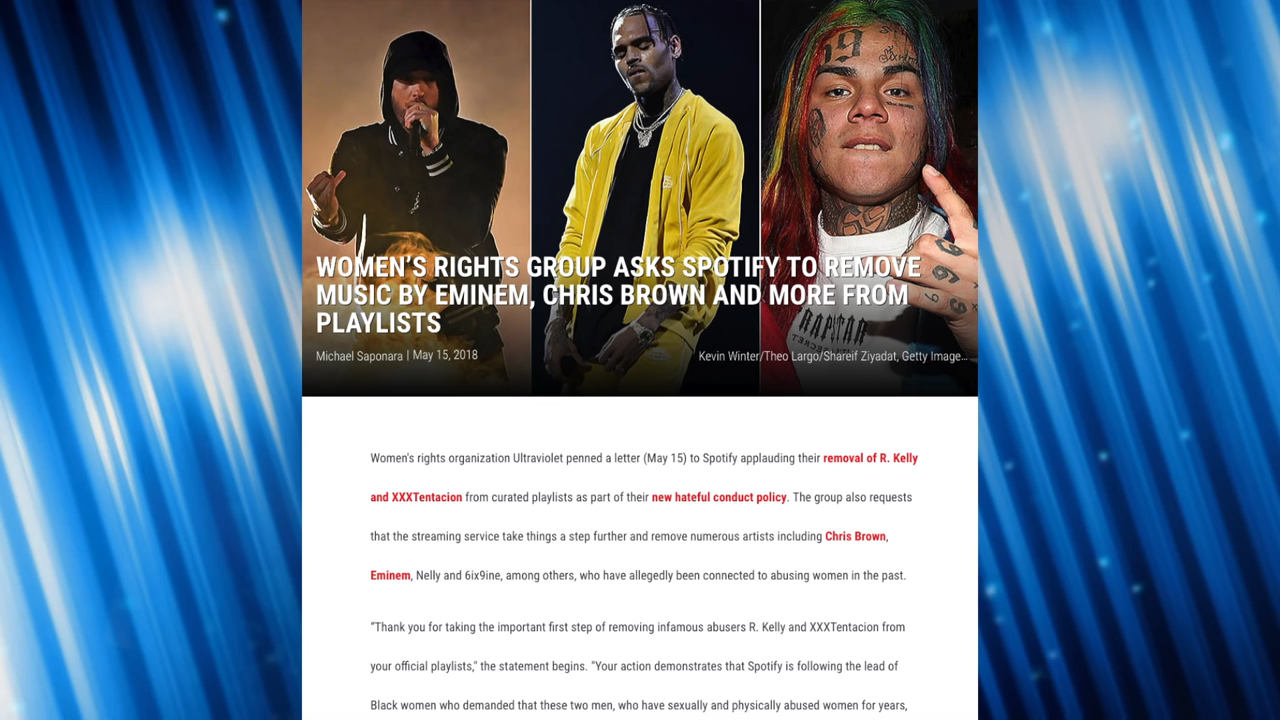 WOMEN'S RIGHTS GROUP ASKS SPOTIFY TO REMOVE
MUSIC BY EMINEM, CHRIS BROWN AND MORE FROM
PLAYLISTS
Michael Saponara | May 15, 2018
Kevin Winter/Theo Largo/Shareif Ziyadat, Getty Image…
Women's rights organization Ultraviolet penned a letter (May 15) to Spotify applauding their removal of R. Kelly
and XXXTentacion from curated playlists as part of their new hateful conduct policy. The group also requests
that the streaming service take things a step further and remove numerous artists including Chris Brown,
Eminem, Nelly and 6ix9ine, among others, who have allegedly been connected to abusing women in the past.
"Thank you for taking the important first step of removing infamous abusers R. Kelly and XXXTentacion from
your official playlists," the statement begins. "Your action demonstrates that Spotify is following the lead of
Black women who demanded that these two men, who have sexually and physically abused women for years,